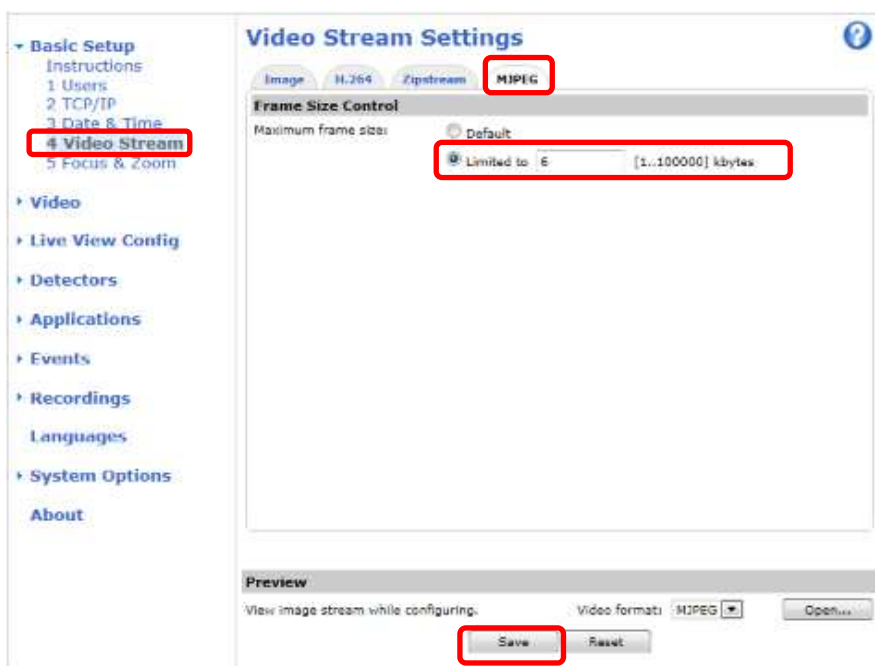 Basic Setup
Instructions
1 Users
2 TCP/IP
3 Date & Time
4 Video Stream
5 Focus & Zoom
Video
Live View Config
Detectors
Applications
Events
Recordings
Languages
System Options
About
Video Stream Settings
?
Image H.264 Zipstream MJPEG
Frame Size Control
Maximum frame size: Default
Limited to 6 [1..100000] kbytes
Preview
View image stream while configuring. Video format: MJPEG Open...
Save Reset